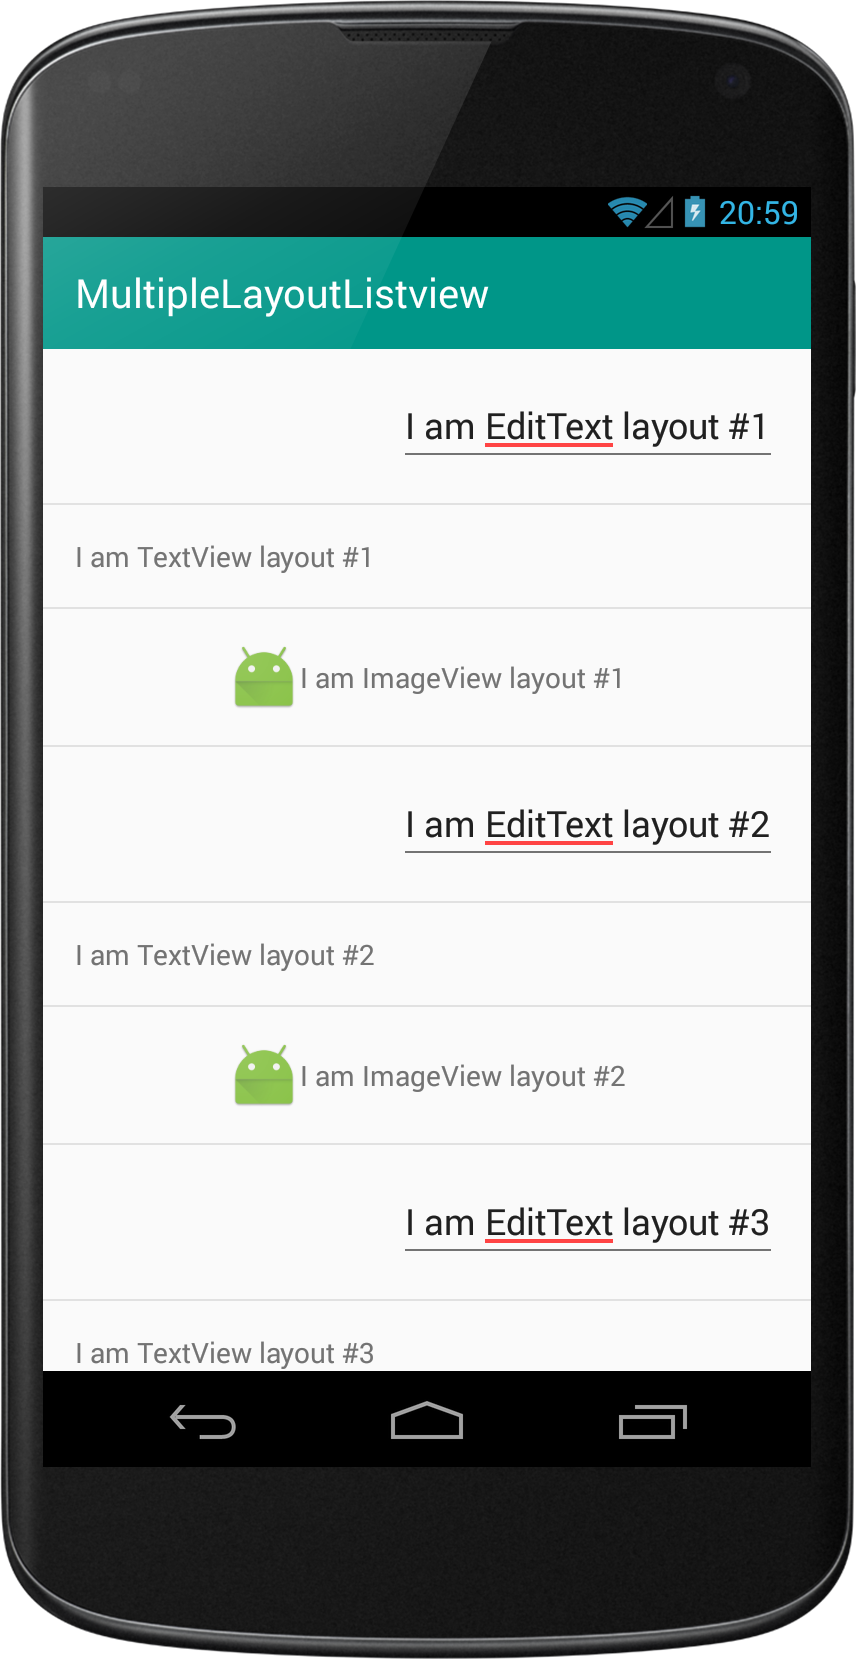 20:59
MultipleLayoutListview
I am EditText layout #1
I am TextView layout #1
I am ImageView layout #1
I am EditText layout #2
I am TextView layout #2
I am ImageView layout #2
I am EditText layout #3
I am TextView layout #3